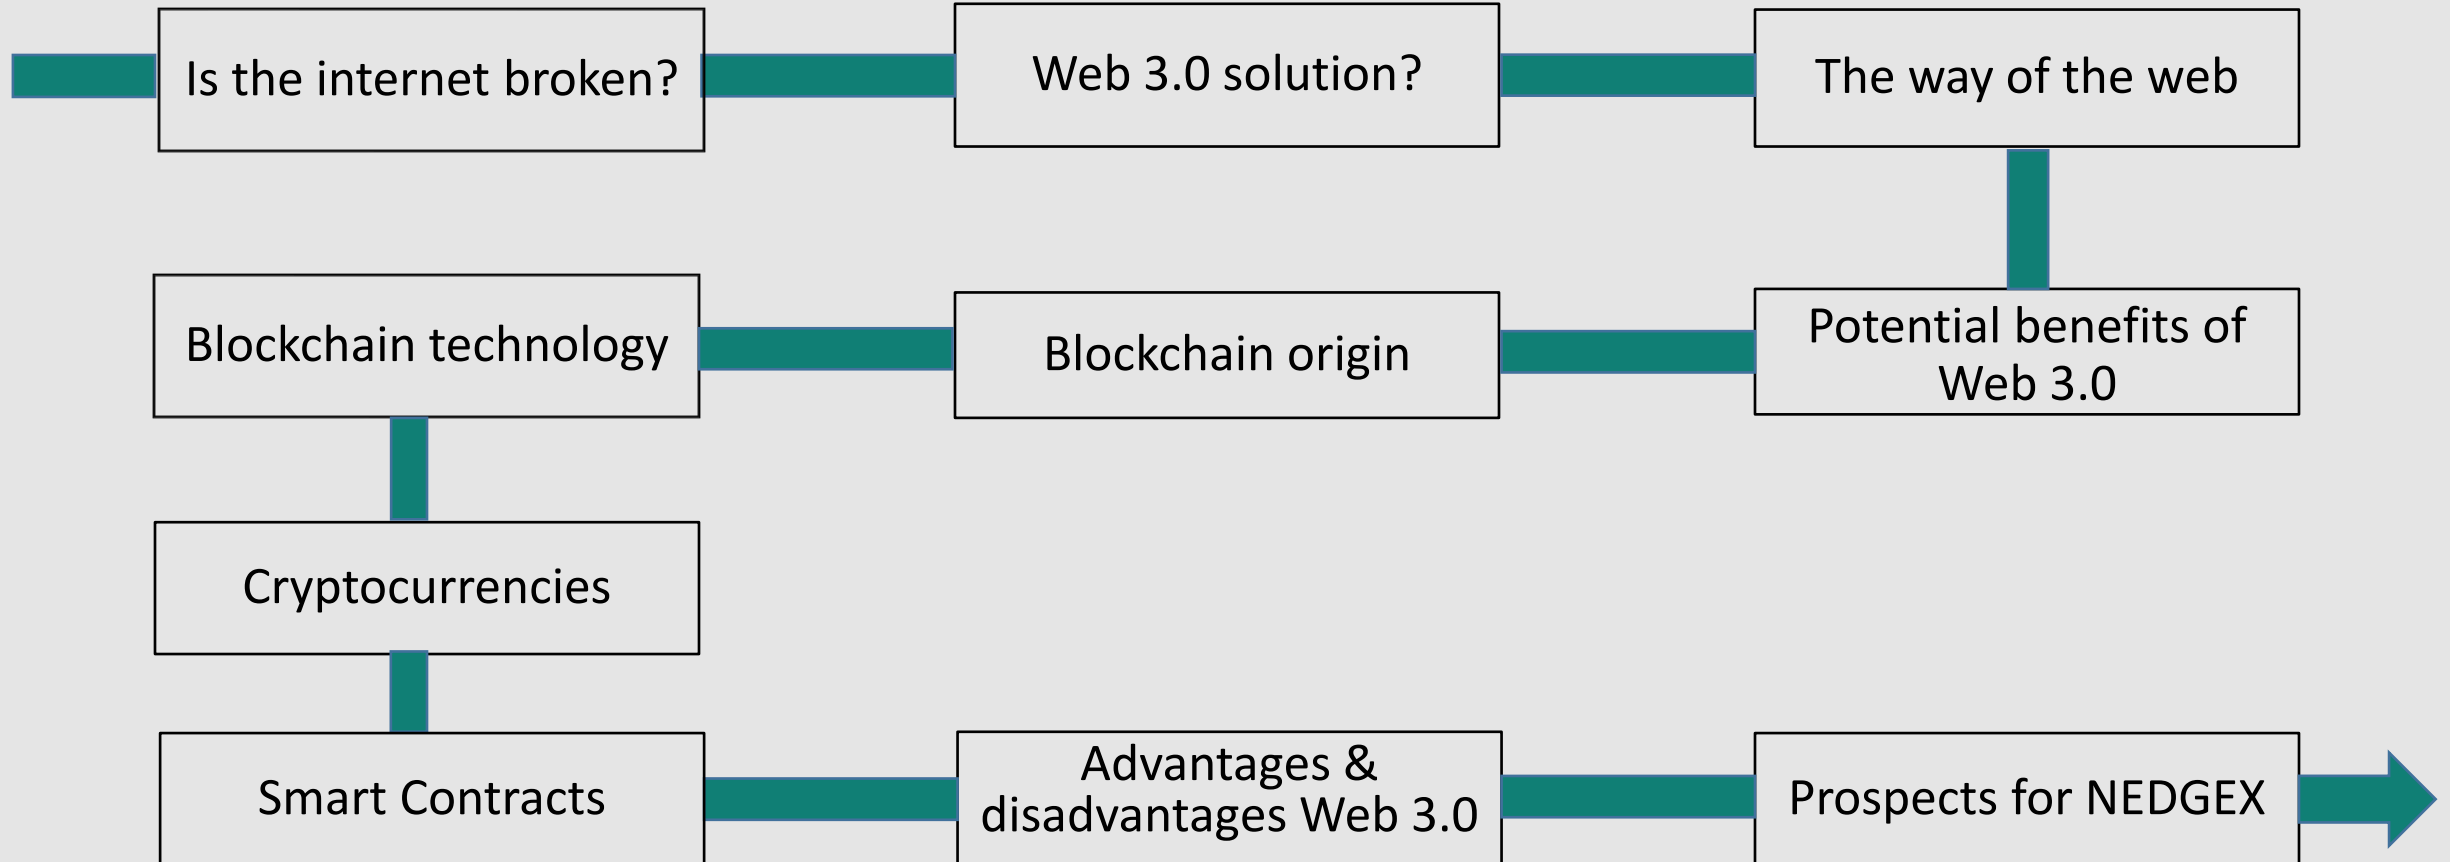 Is the internet broken?
Web 3.0 solution?
The way of the web
Potential benefits of
Web 3.0
Blockchain origin
Blockchain technology
Cryptocurrencies
Smart Contracts
Advantages &
disadvantages Web 3.0
Prospects for NEDGEX